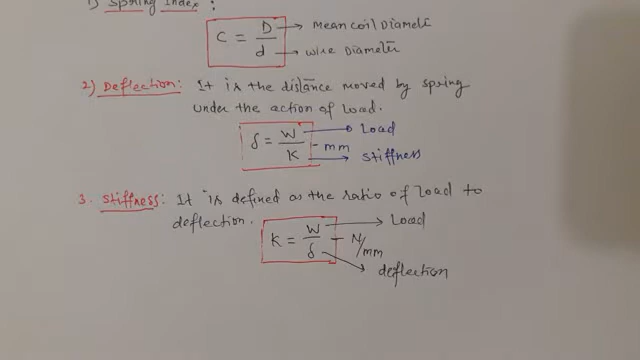 1) Spring Index:
C = D/d → Mean coil Diamete
→ wire Diameter
2) Deflection: It is the distance moved by spring
under the action of Load.
δ = W/K - mm → Load
→ stiffness
3. Stiffness: It is defined as the ratio of Load to
deflection.
K = W/δ - N/mm → Load
→ deflection